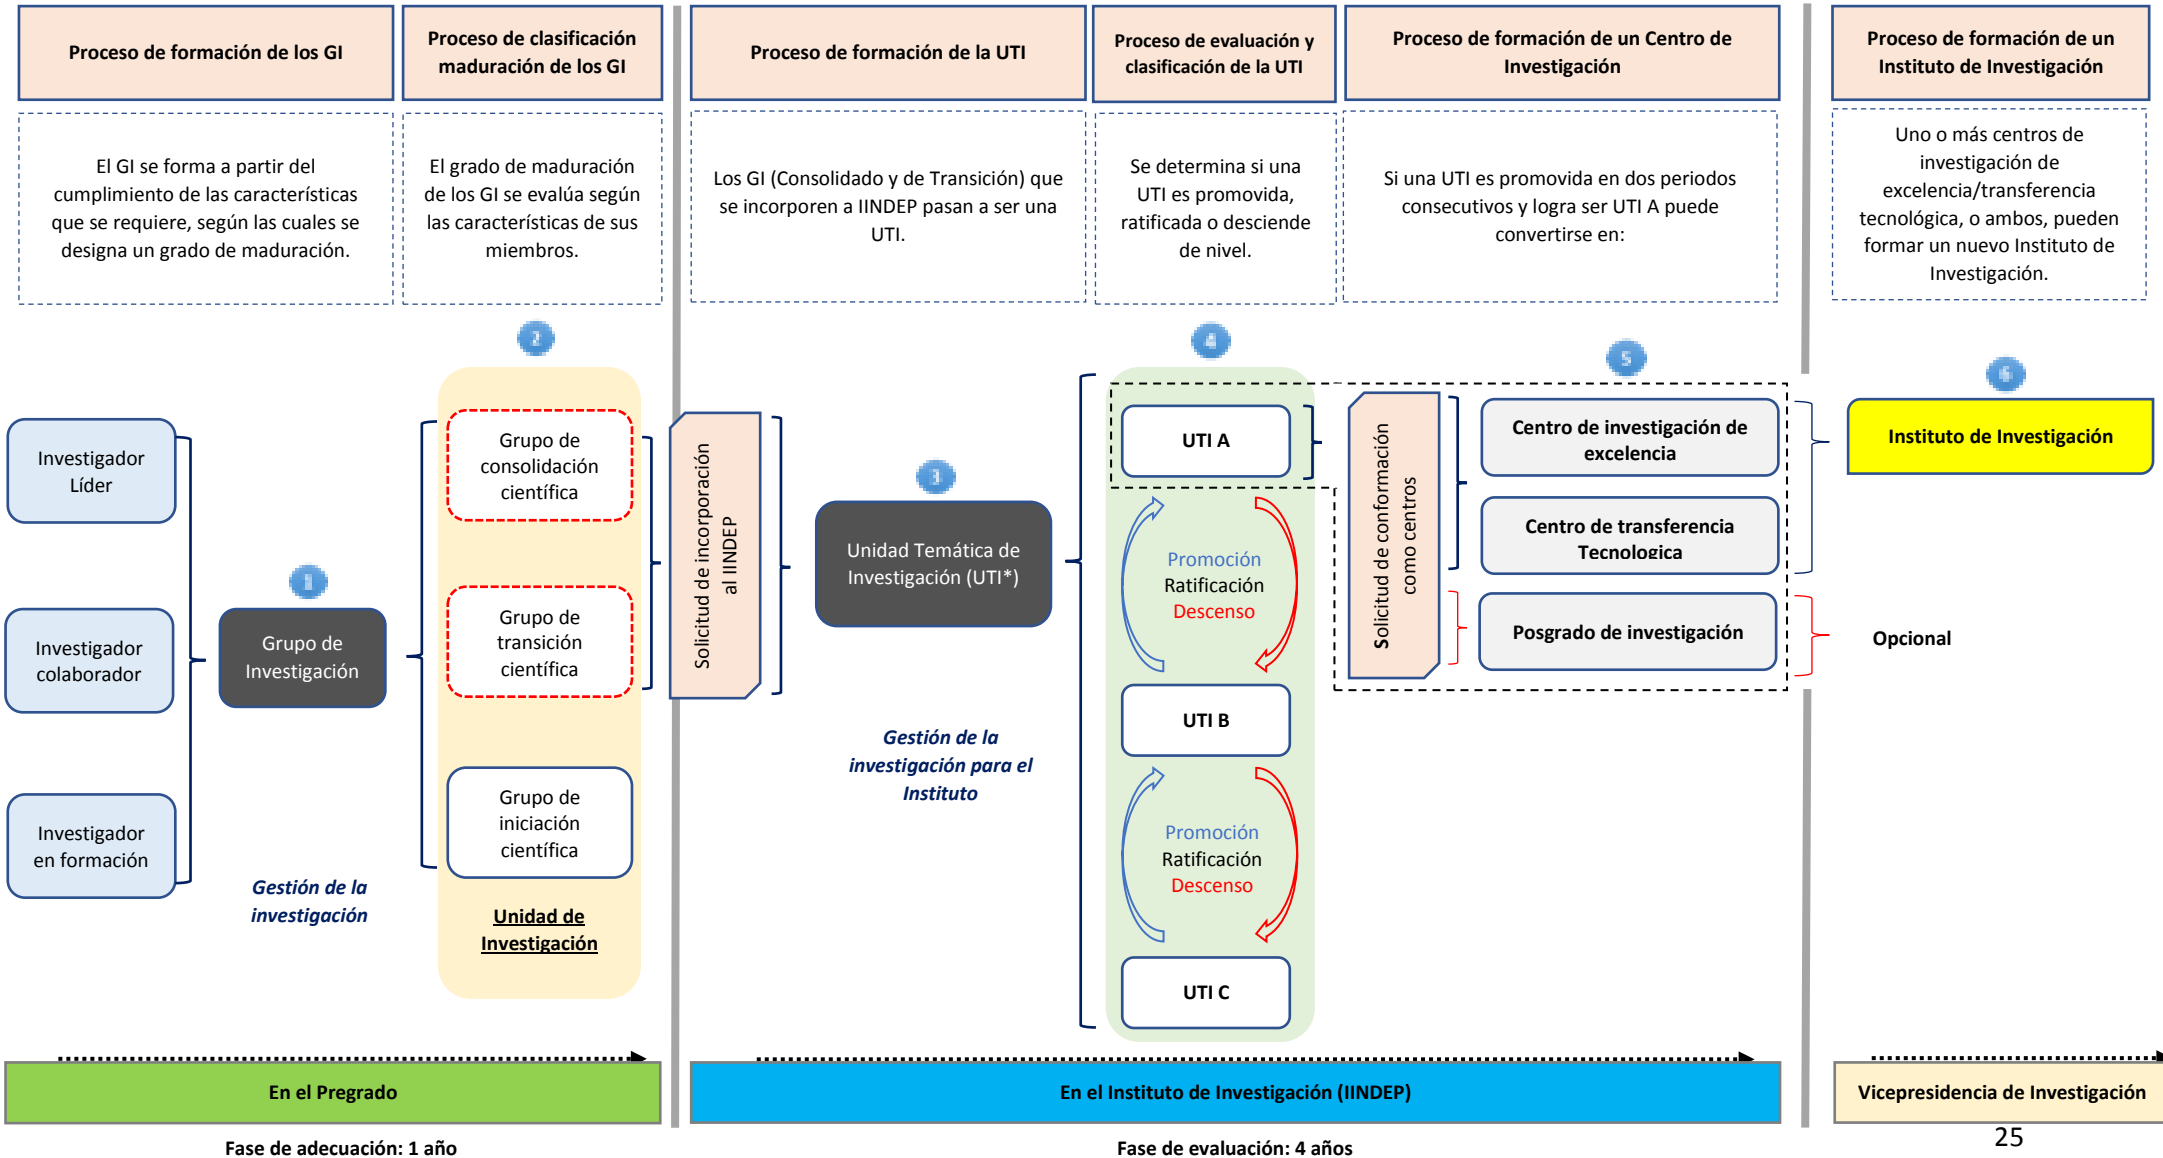 Proceso de formación de los GI
Proceso de clasificación
maduración de los GI
Proceso de formación de la UTI
Proceso de evaluación y
clasificación de la UTI
Proceso de formación de un Centro de
Investigación
Proceso de formación de un
Instituto de Investigación
El GI se forma a partir del
cumplimiento de las características
que se requiere, según las cuales se
designa un grado de maduración.
El grado de maduración
de los GI se evalúa según
las características de sus
miembros.
Los GI (Consolidado y de Transición) que
se incorporen a IINDEP pasan a ser una
UTI.
Se determina si una
UTI es promovida,
ratificada o desciende
de nivel.
Si una UTI es promovida en dos periodos
consecutivos y logra ser UTI A puede
convertirse en:
Uno o más centros de
investigación de
excelencia/transferencia
tecnológica, o ambos, pueden
formar un nuevo Instituto de
Investigación.
Investigador
Líder
Investigador
colaborador
Investigador
en formación
1
Grupo de
Investigación
Gestión de la
investigación
2
Grupo de
consolidación
científica
Grupo de
transición
científica
Grupo de
iniciación
científica
Unidad de
Investigación
Solicitud de incorporación
al IINDEP
3
Unidad Temática de
Investigación (UTI*)
Gestión de la
investigación para el
Instituto
4
UTI A
Promoción
Ratificación
Descenso
UTI B
Promoción
Ratificación
Descenso
UTI C
Solicitud de conformación
como centros
5
Centro de investigación de
excelencia
Centro de transferencia
Tecnologica
Posgrado de investigación
6
Instituto de Investigación
Opcional
En el Pregrado
En el Instituto de Investigación (IINDEP)
Vicepresidencia de Investigación
Fase de adecuación: 1 año
Fase de evaluación: 4 años
25